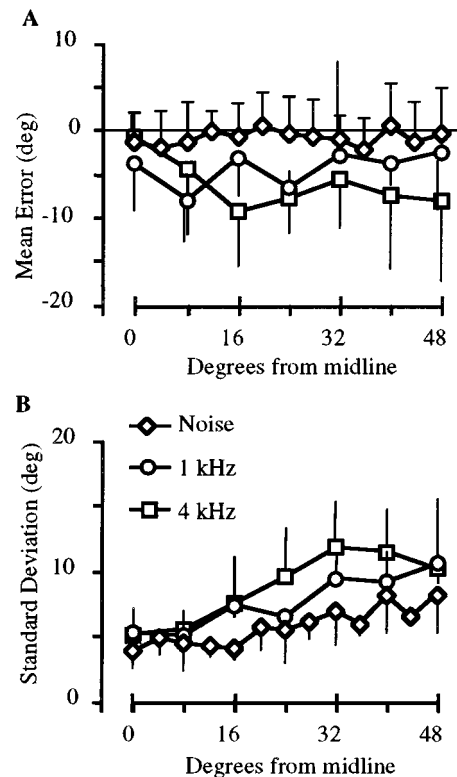 A
10
0
-10
-20
Mean Error (deg)
0 16 32 48
Degrees from midline
B
Noise
1 kHz
4 kHz
20
10
0
Standard Deviation (deg)
0 16 32 48
Degrees from midline